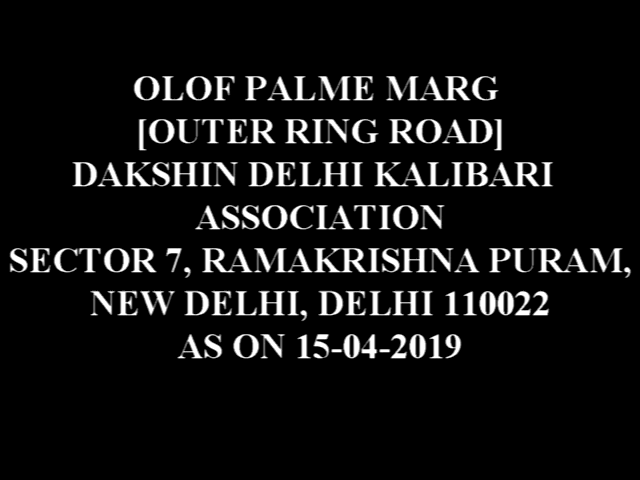 OLOF PALME MARG
[OUTER RING ROAD]
DAKSHIN DELHI KALIBARI
ASSOCIATION
SECTOR 7, RAMAKRISHNA PURAM,
NEW DELHI, DELHI 110022
AS ON 15-04-2019